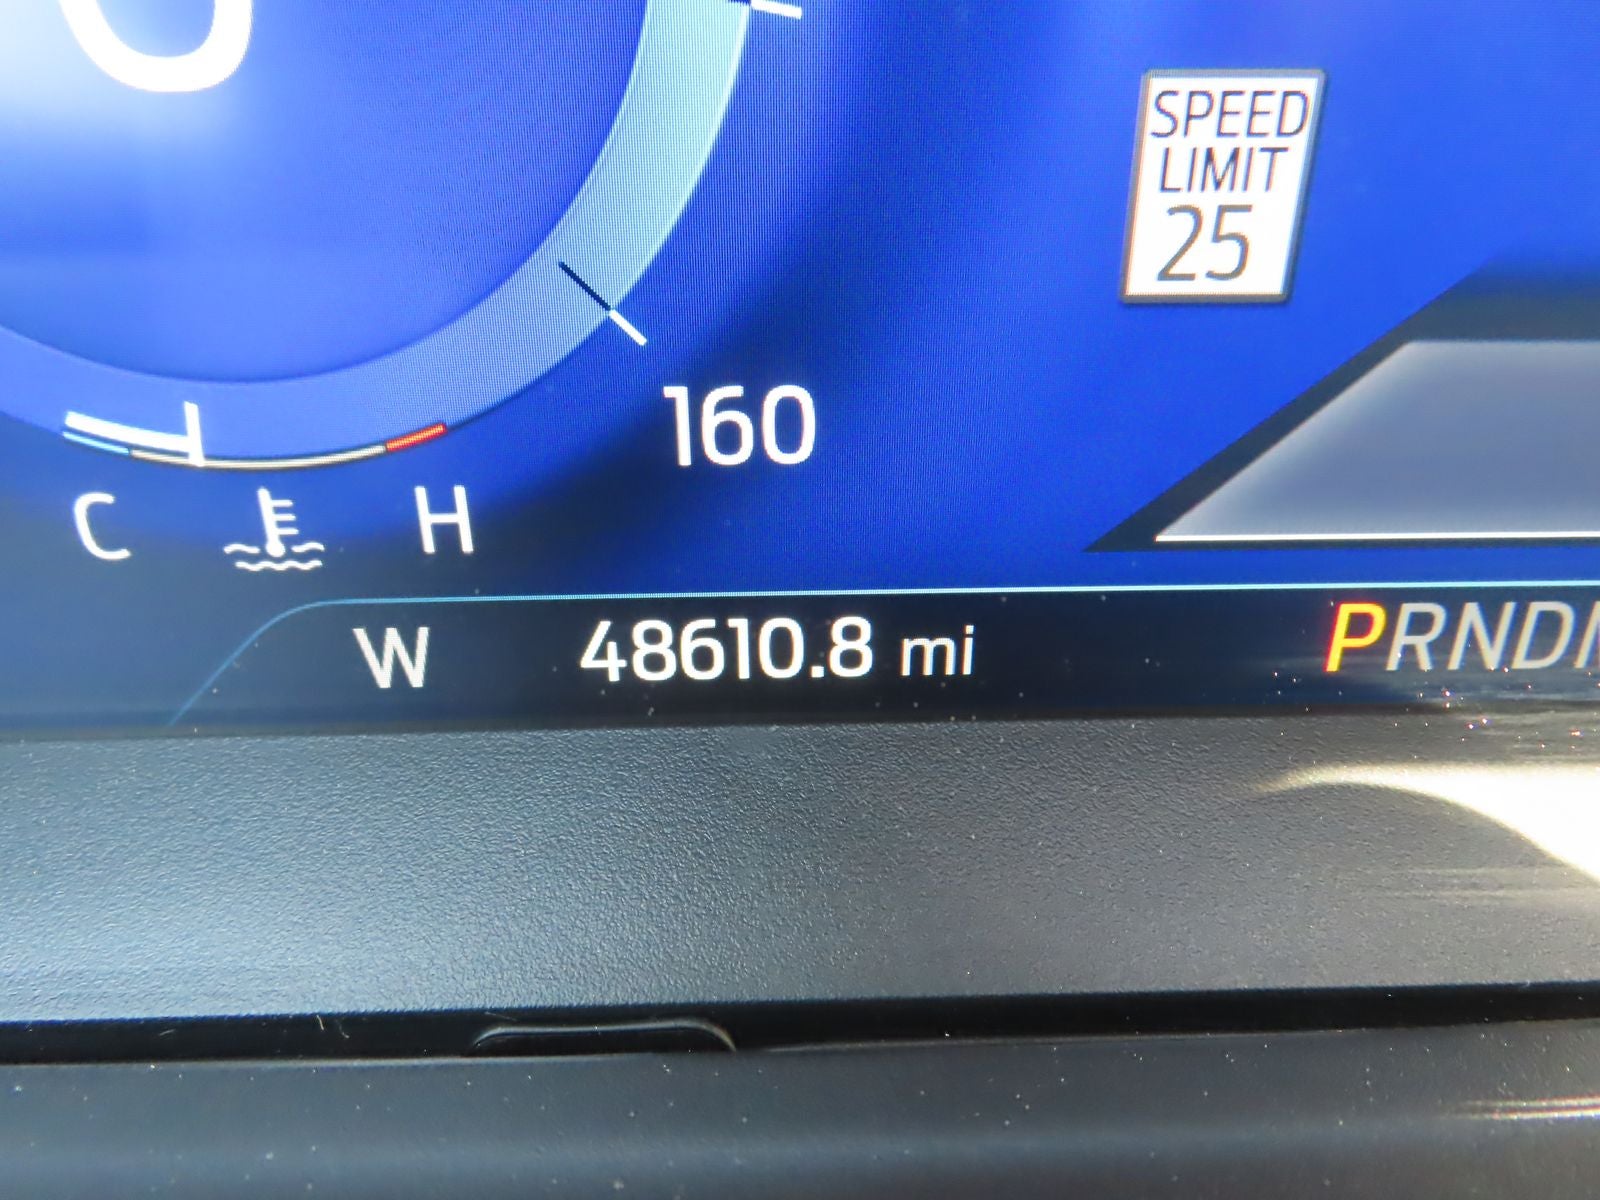 SPEED
LIMIT
25
160
C H
W 48610.8 mi PRND